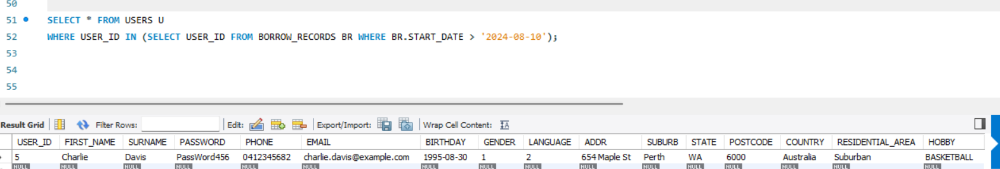 50
51 SELECT * FROM USERS U
52 WHERE USER_ID IN (SELECT USER_ID FROM BORROW_RECORDS BR WHERE BR.START_DATE > '2024-08-10');
53
54
55
Result Grid Filter Rows: Edit: Export/Import: Wrap Cell Content: IA
USER_ID FIRST_NAME SURNAME PASSWORD PHONE EMAIL BIRTHDAY GENDER LANGUAGE ADDR SUBURB STATE POSTCODE COUNTRY RESIDENTIAL_AREA HOBBY
5 Charlie Davis PassWord456 0412345682 charlie.davis@example.com 1995-08-30 1 2 654 Maple St Perth WA 6000 Australia Suburban BASKETBALL
NULL NULL NULL NULL NULL NULL NULL NULL NULL NULL NULL NULL NULL NULL NULL NULL